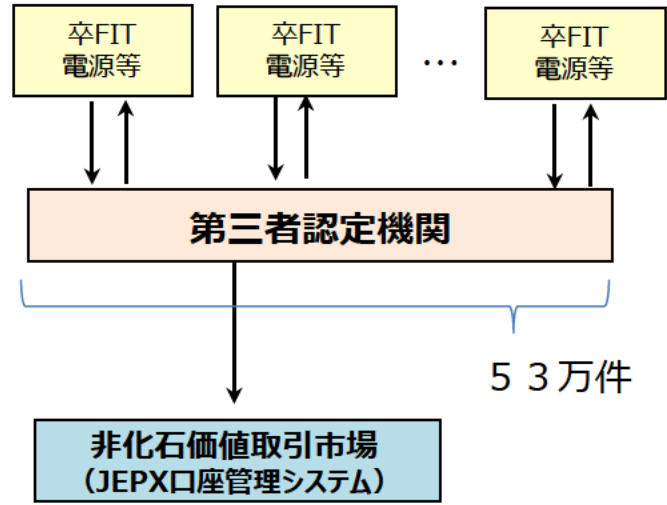 卒FIT
電源等
卒FIT
電源等
…
卒FIT
電源等
第三者認定機関
５３万件
非化石価値取引市場
（JEPX口座管理システム）